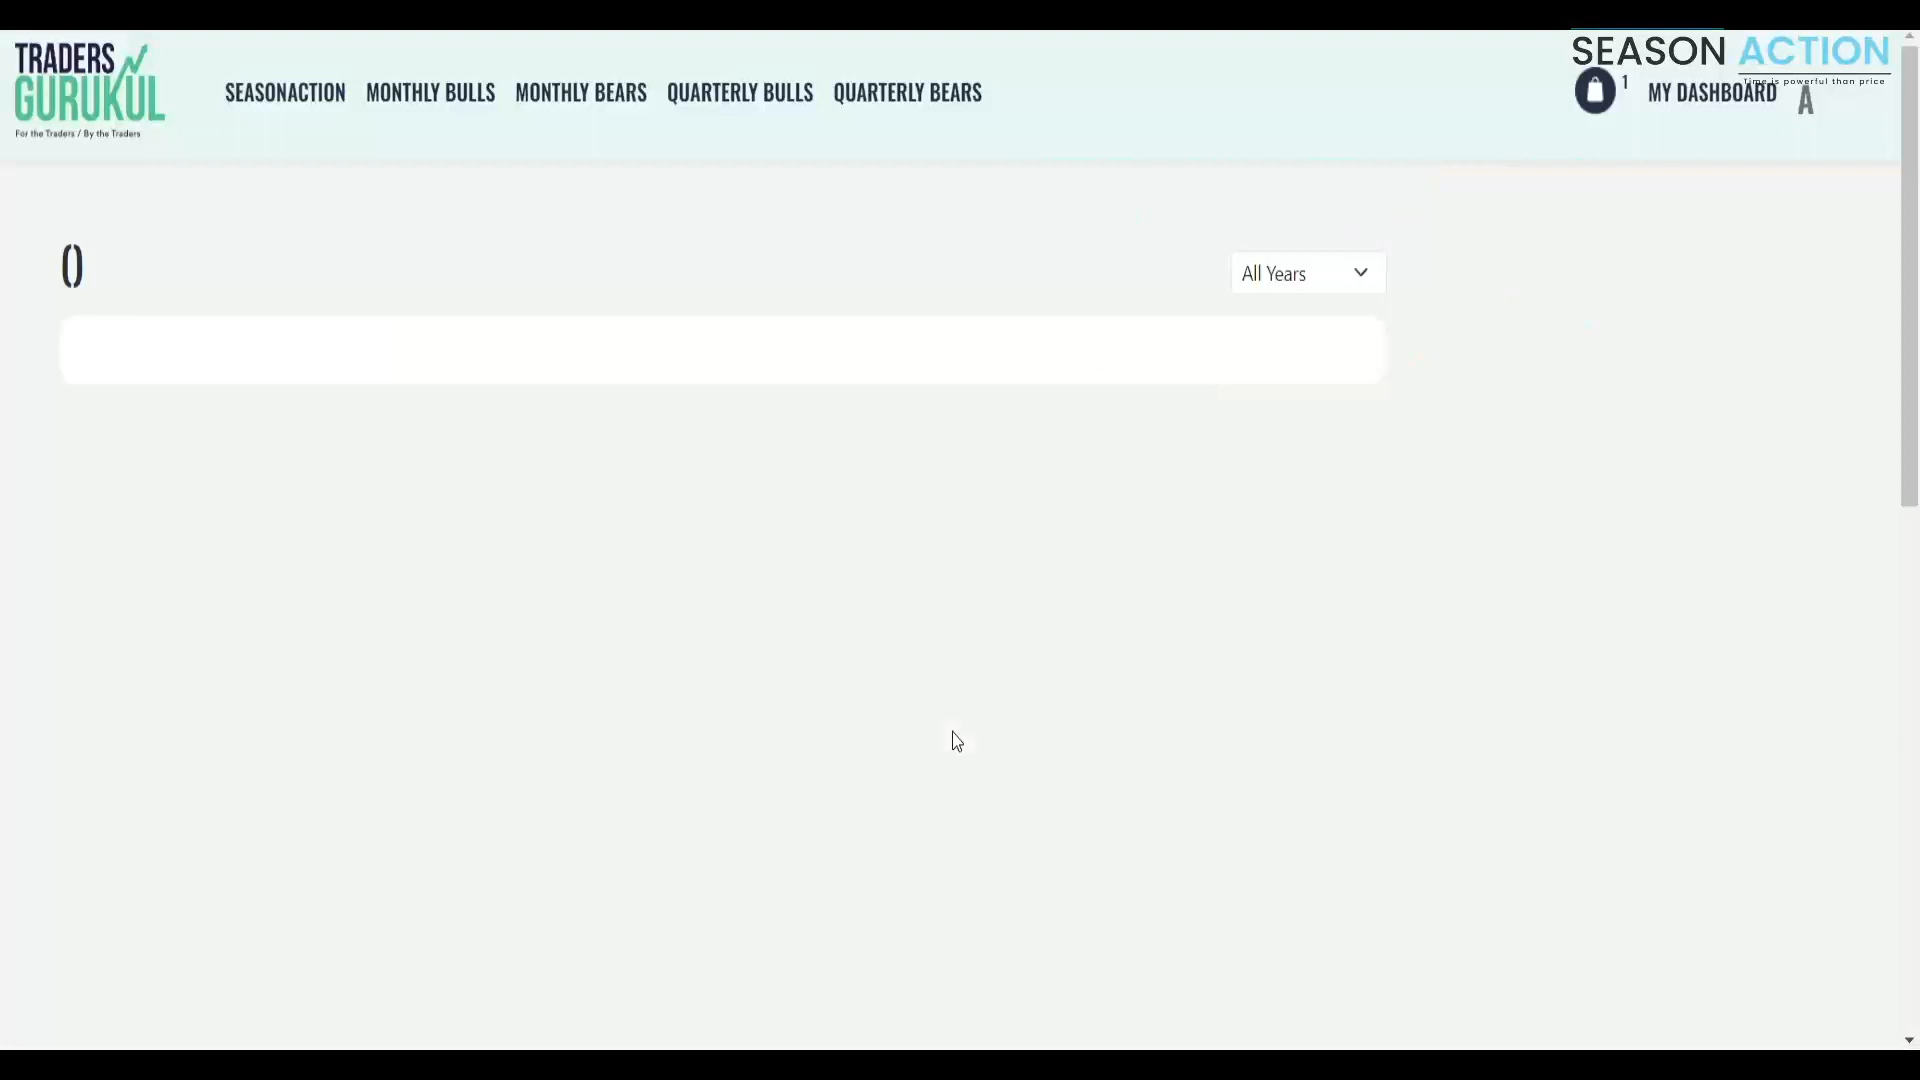 TRADERS
GURUKUL
For the Traders / By the Traders
SEASONACTION MONTHLY BULLS MONTHLY BEARS QUARTERLY BULLS QUARTERLY BEARS
SEASON ACTION
Time is powerful than price
1 MY DASHBOARD A
()
All Years